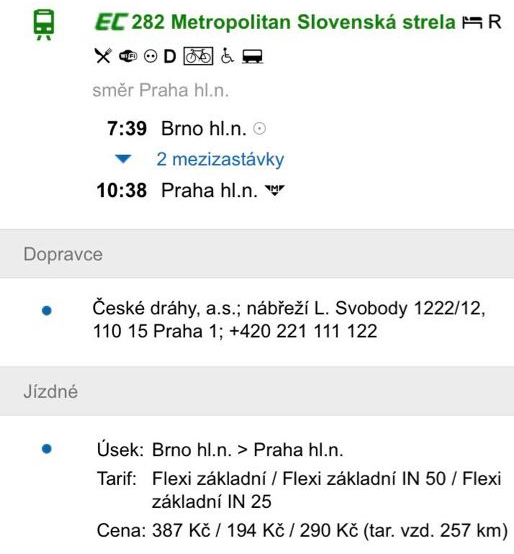 EC 282 Metropolitan Slovenská strela R
D
směr Praha hl.n.
7:39 Brno hl.n.
2 mezizastávky
10:38 Praha hl.n.
Dopravce
České dráhy, a.s.; nábřeží L. Svobody 1222/12,
110 15 Praha 1; +420 221 111 122
Jízdné
Úsek: Brno hl.n. > Praha hl.n.
Tarif: Flexi základní / Flexi základní IN 50 / Flexi
základní IN 25
Cena: 387 Kč / 194 Kč / 290 Kč (tar. vzd. 257 km)